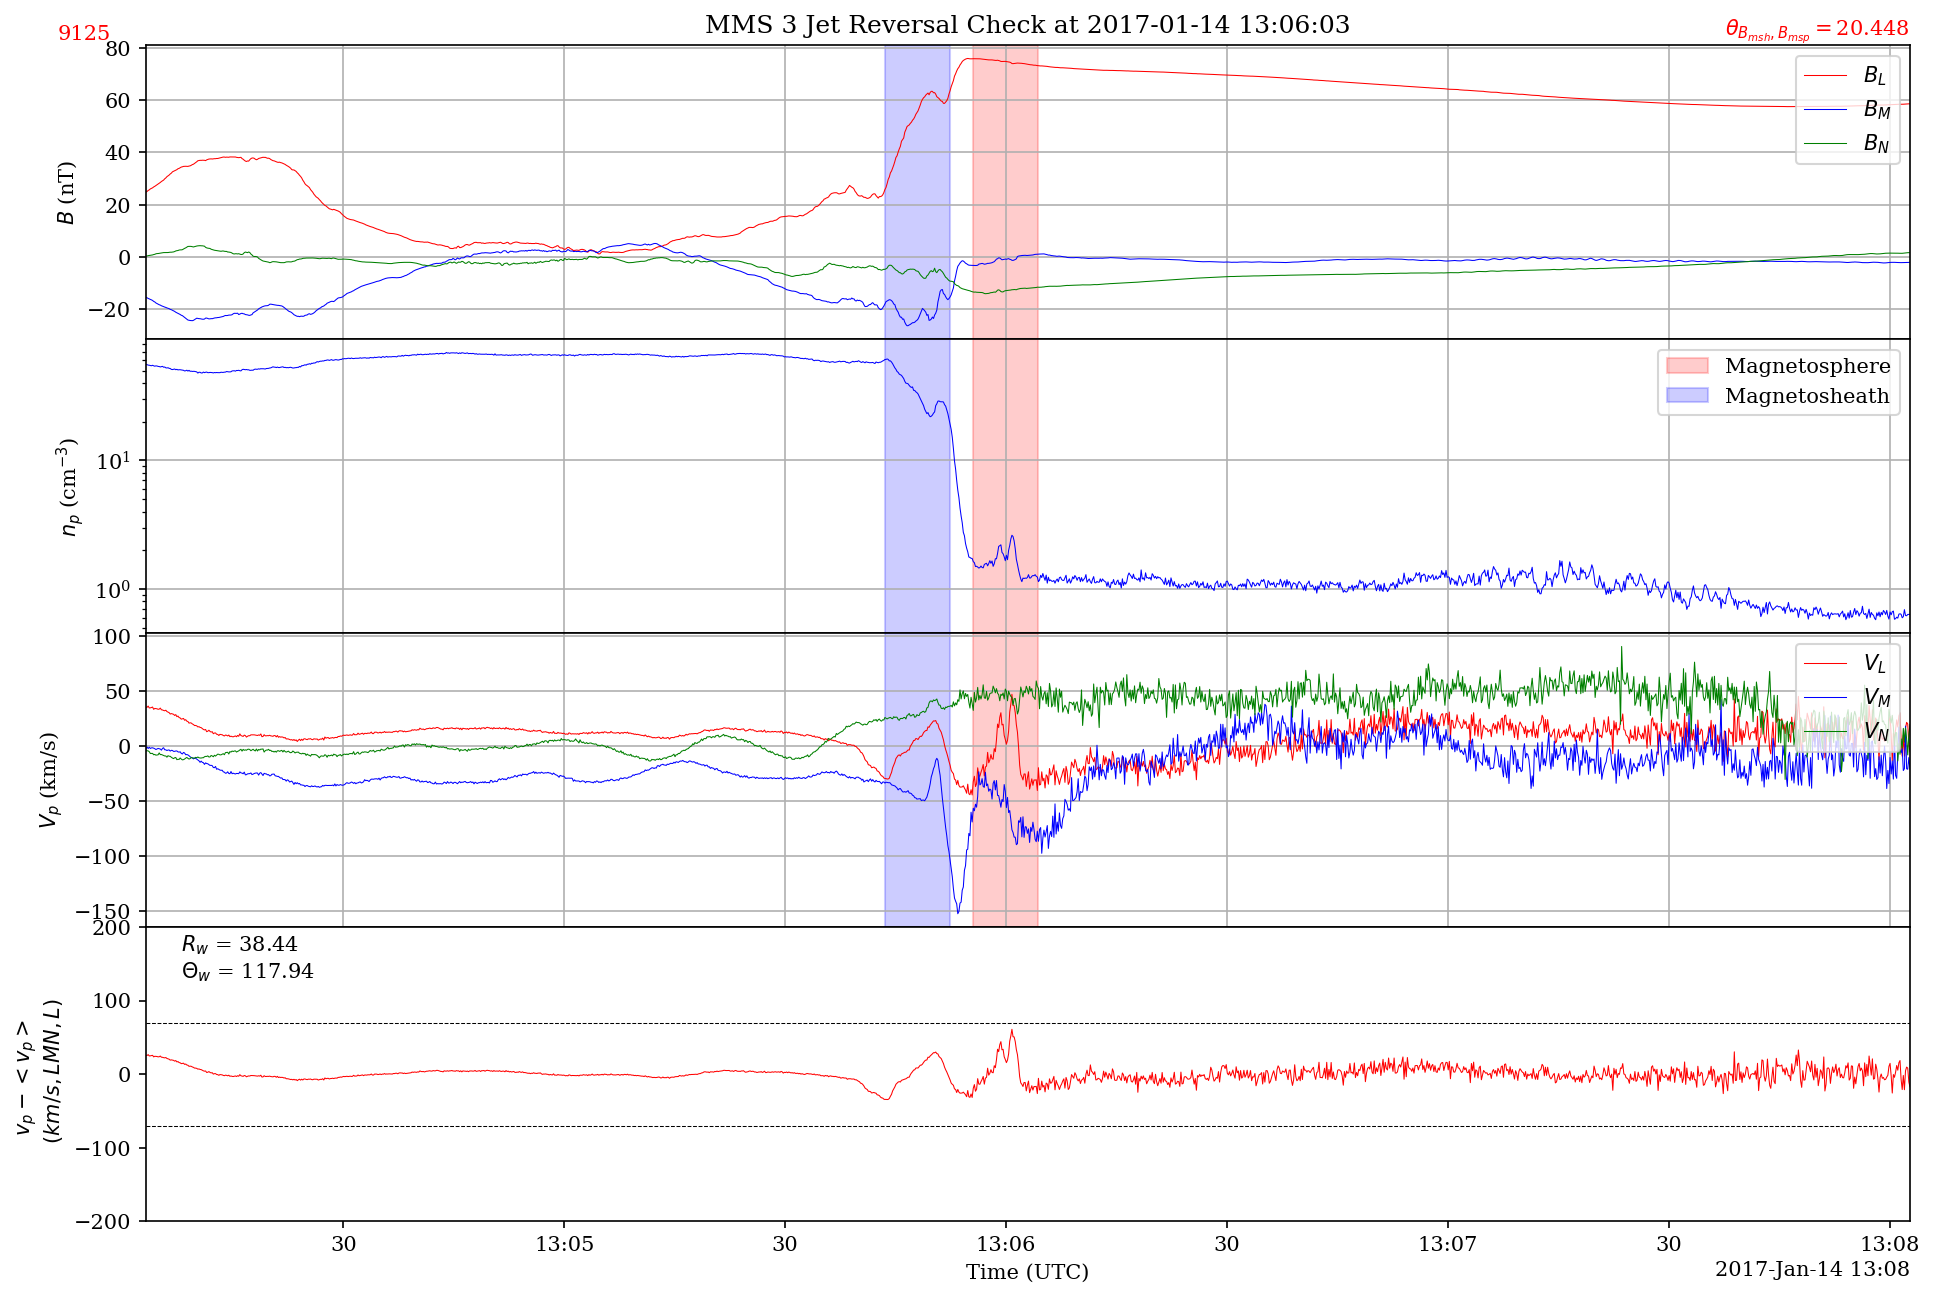 MMS 3 Jet Reversal Check at 2017-01-14 13:06:03
9125
θ_{B_{msh}, B_{msp}} = 20.448
80
60
40
20
0
−20
B (nT)
B_L
B_M
B_N
10^1
10^0
n_p (cm^{−3})
Magnetosphere
Magnetosheath
100
50
0
−50
−100
−150
V_p (km/s)
V_L
V_M
V_N
200
100
0
−100
−200
v_p − <v_p>
(km/s, LMN, L)
R_w = 38.44
Θ_w = 117.94
30 13:05 30 13:06 30 13:07 30 13:08
Time (UTC)
2017-Jan-14 13:08